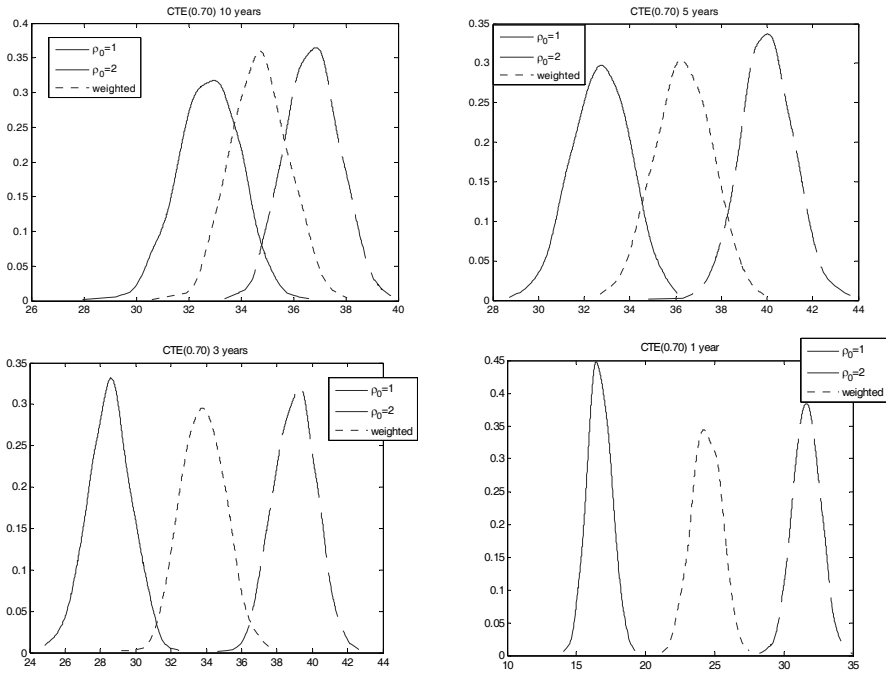 CTE(0.70) 10 years
0.4
0.35
0.3
0.25
0.2
0.15
0.1
0.05
0
26 28 30 32 34 36 38 40
ρ0=1
ρ0=2
weighted
CTE(0.70) 5 years
0.35
0.3
0.25
0.2
0.15
0.1
0.05
0
28 30 32 34 36 38 40 42 44
ρ0=1
ρ0=2
weighted
CTE(0.70) 3 years
0.35
0.3
0.25
0.2
0.15
0.1
0.05
0
24 26 28 30 32 34 36 38 40 42 44
ρ0=1
ρ0=2
weighted
CTE(0.70) 1 year
0.45
0.4
0.35
0.3
0.25
0.2
0.15
0.1
0.05
0
10 15 20 25 30 35
ρ0=1
ρ0=2
weighted